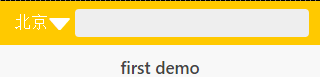 北京
first demo